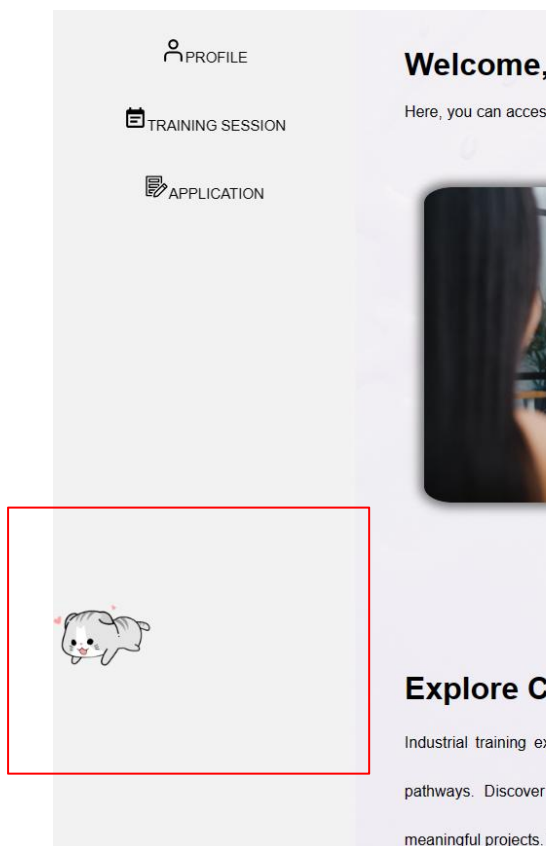 PROFILE
TRAINING SESSION
APPLICATION
Welcome,
Here, you can acces
Explore C
Industrial training ex
pathways. Discover
meaningful projects.